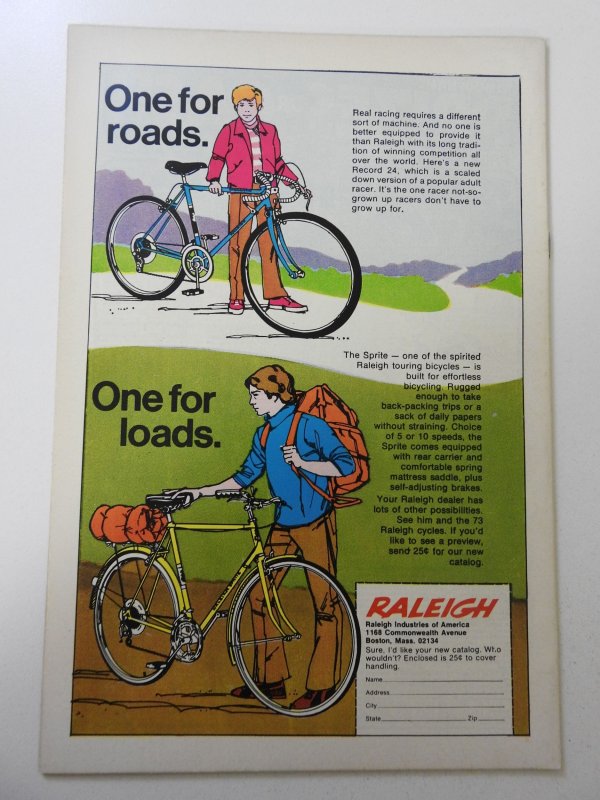 One for
roads.
Real racing requires a different
sort of machine. And no one is
better equipped to provide it
than Raleigh with its long tradi-
tion of winning competition all
over the world. Here's a new
Record 24, which is a scaled
down version of a popular adult
racer. It's the one racer not-so-
grown up racers don't have to
grow up for.
The Sprite — one of the spirited
Raleigh touring bicycles — is
built for effortless
bicycling. Rugged
enough to take
back-packing trips or a
sack of daily papers
without straining. Choice
of 5 or 10 speeds, the
Sprite comes equipped
with rear carrier and
comfortable spring
mattress saddle, plus
self-adjusting brakes.
Your Raleigh dealer has
lots of other possibilities.
See him and the 73
Raleigh cycles. If you'd
like to see a preview,
send 25¢ for our new
catalog.
One for
loads.
RALEIGH
Raleigh Industries of America
1168 Commonwealth Avenue
Boston, Mass. 02134
Sure, I'd like your new catalog. Who
wouldn't? Enclosed is 25¢ to cover
handling.
Name
Address
City
State Zip